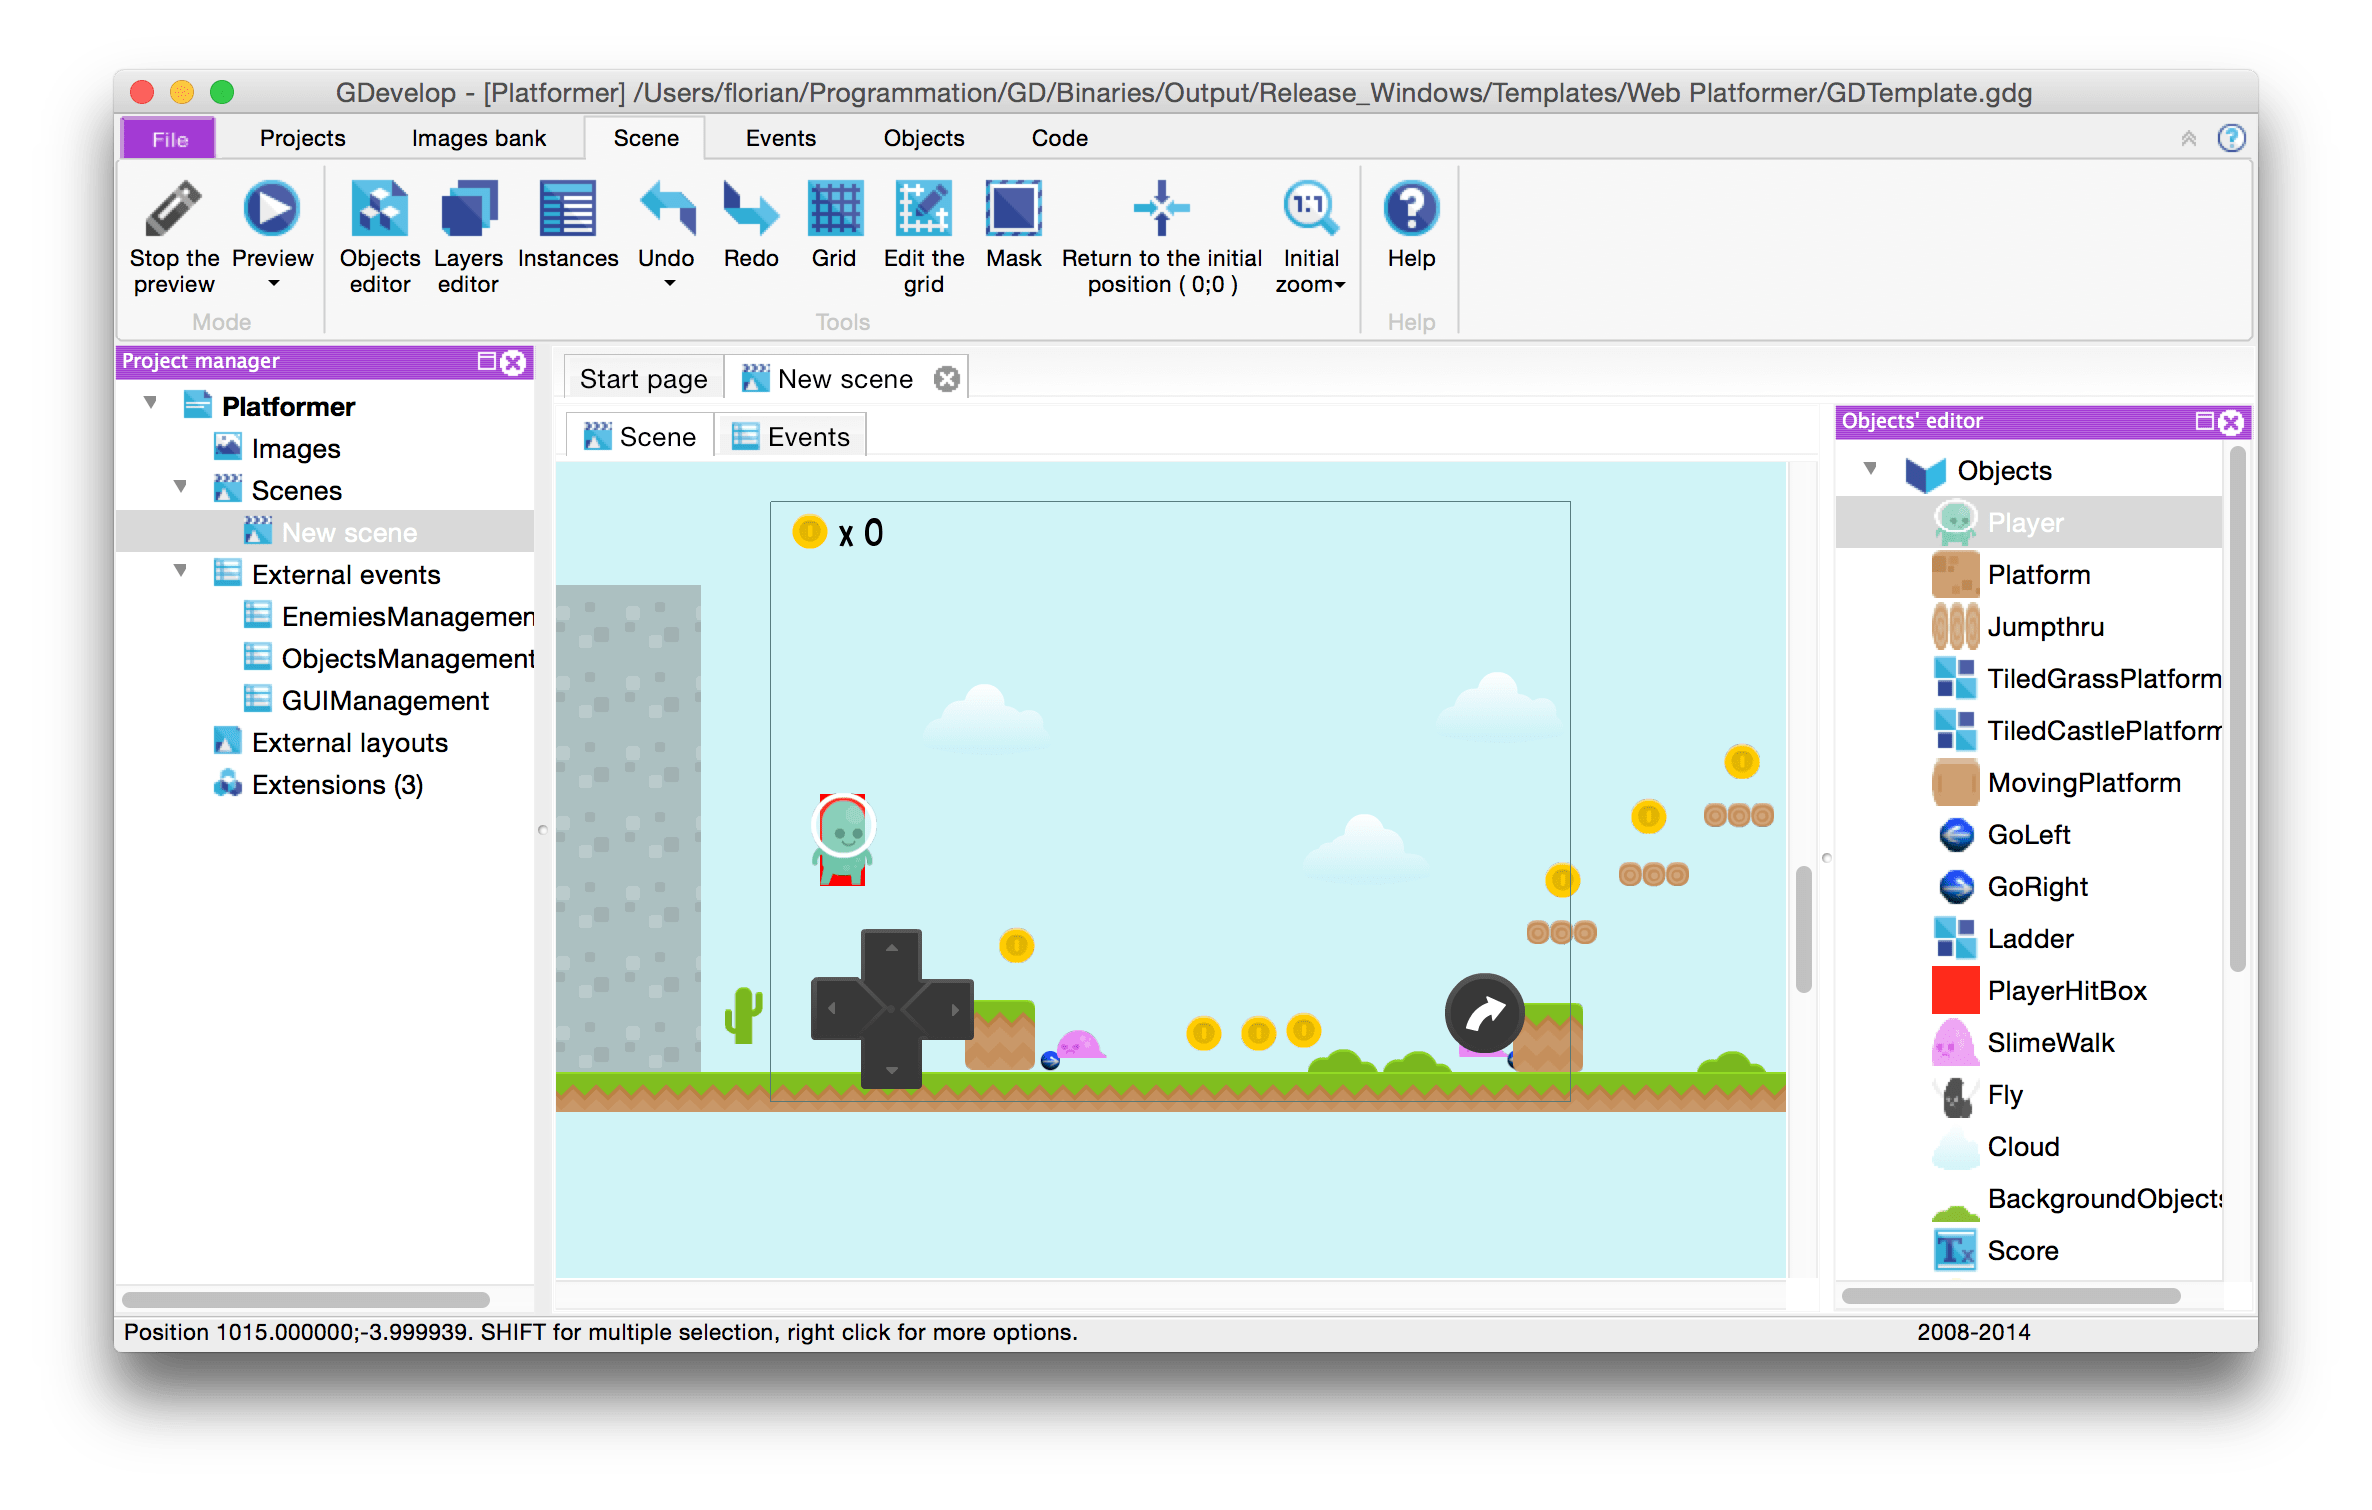 GDevelop - [Platformer] /Users/florian/Programmation/GD/Binaries/Output/Release_Windows/Templates/Web Platformer/GDTemplate.gdg
File Projects Images bank Scene Events Objects Code
Stop the preview
Preview
Objects editor
Layers editor
Instances
Undo
Redo
Grid
Edit the grid
Mask
Return to the initial position ( 0;0 )
1:1
Initial zoom
Help
Mode
Tools
Help
Project manager
Platformer
Images
Scenes
New scene
External events
EnemiesManagemen
ObjectsManagement
GUIManagement
External layouts
Extensions (3)
Start page
New scene
Scene
Events
x 0
Objects' editor
Objects
Player
Platform
Jumpthru
TiledGrassPlatform
TiledCastlePlatform
MovingPlatform
GoLeft
GoRight
Ladder
PlayerHitBox
SlimeWalk
Fly
Cloud
BackgroundObjects
Tx
Score
Position 1015.000000;-3.999939. SHIFT for multiple selection, right click for more options.
2008-2014